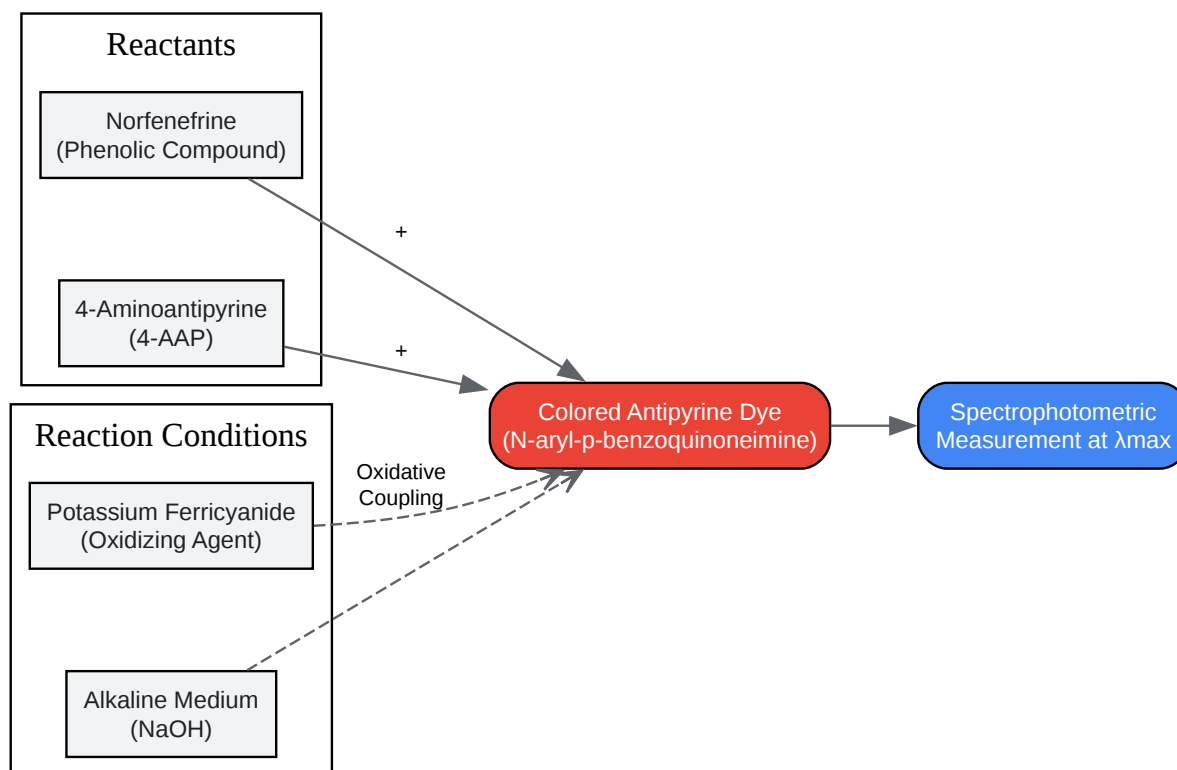 Reactants
Norfenefrine
(Phenolic Compound)
+
4-Aminoantipyrine
(4-AAP)
+
Colored Antipyrine Dye
(N-aryl-p-benzoquinoneimine)
Spectrophotometric
Measurement at λmax
Reaction Conditions
Oxidative
Coupling
Potassium Ferricyanide
(Oxidizing Agent)
Alkaline Medium
(NaOH)